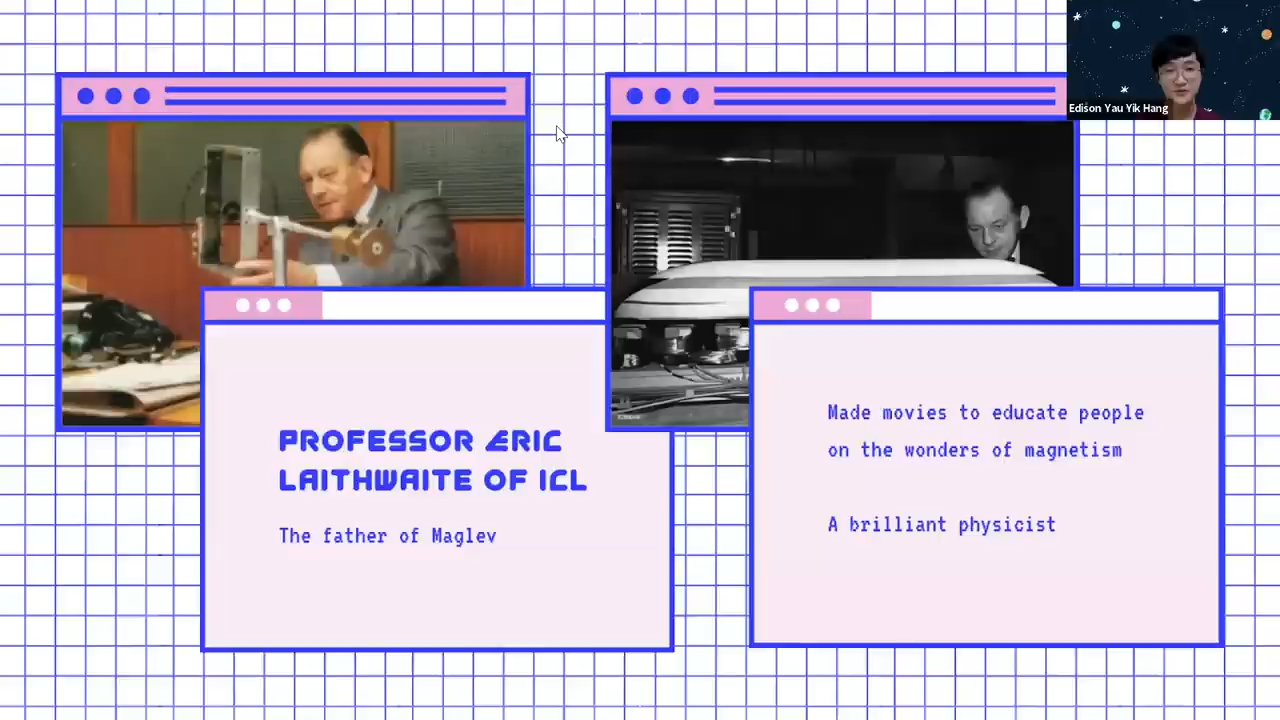 Edison Yau Yik Hang
PROFESSOR ERIC
LAITHWAITE OF ICL
The father of Maglev
Made movies to educate people
on the wonders of magnetism
A brilliant physicist